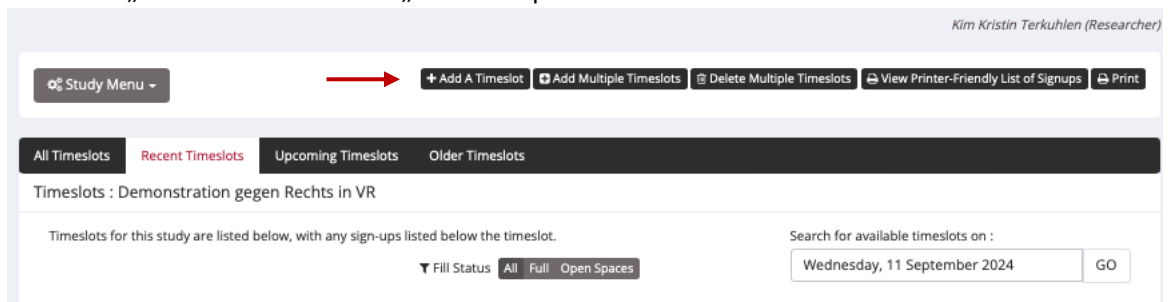 Kim Kristin Terkuhlen (Researcher)
Study Menu
+ Add A Timeslot Add Multiple Timeslots Delete Multiple Timeslots View Printer-Friendly List of Signups Print
All Timeslots Recent Timeslots Upcoming Timeslots Older Timeslots
Timeslots : Demonstration gegen Rechts in VR
Timeslots for this study are listed below, with any sign-ups listed below the timeslot.
Search for available timeslots on :
Fill Status All Full Open Spaces
Wednesday, 11 September 2024 GO